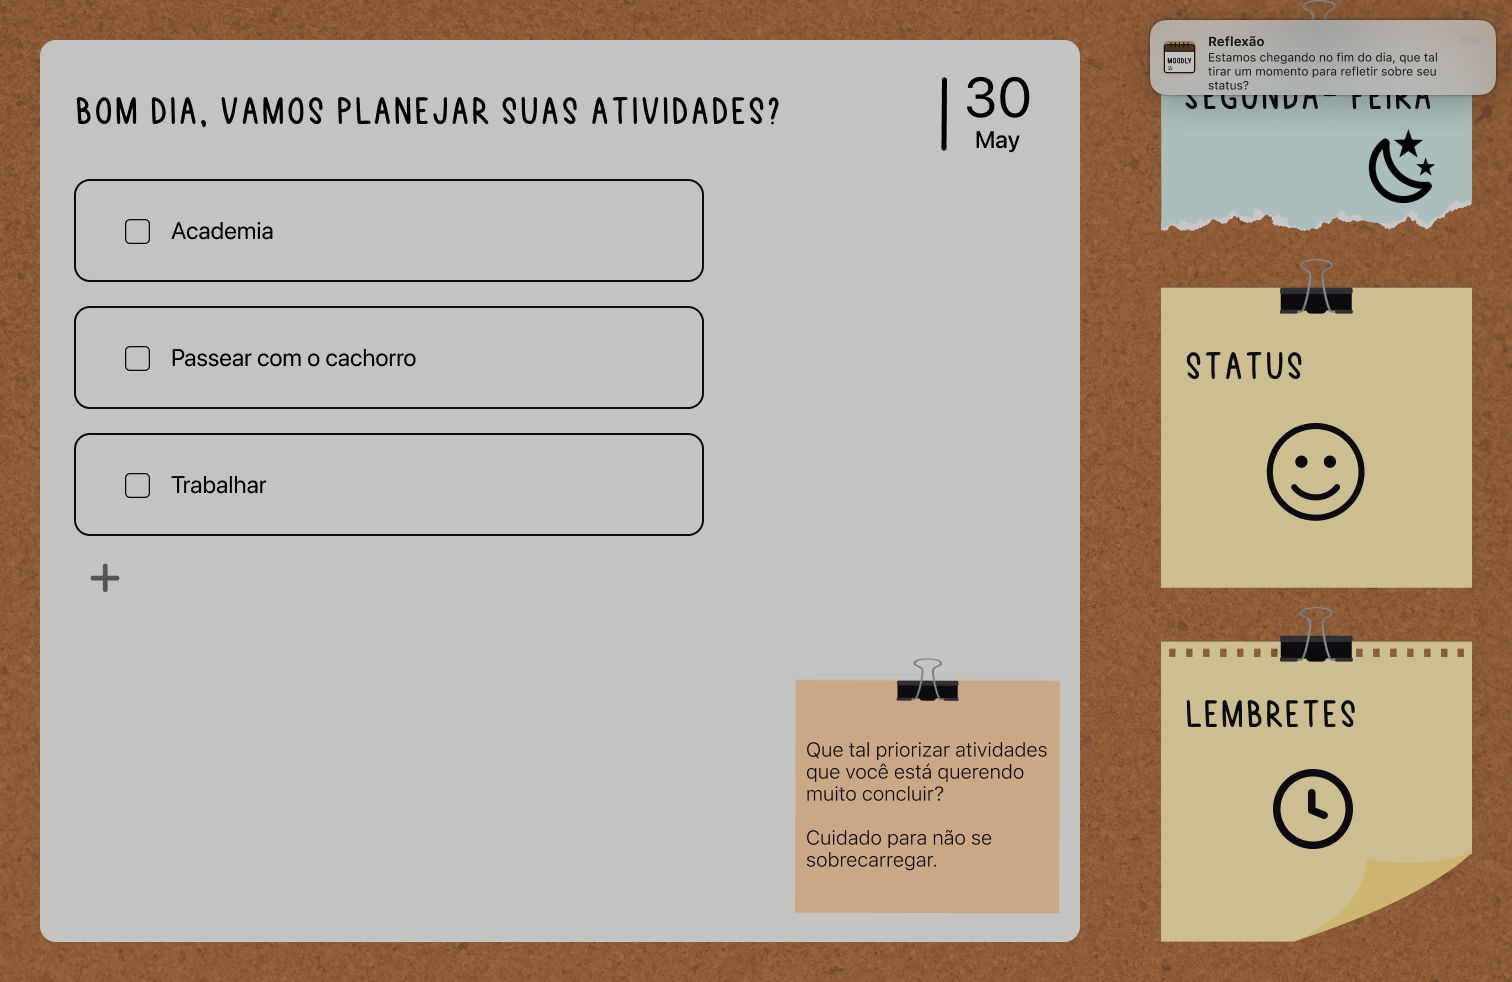 BOM DIA, VAMOS PLANEJAR SUAS ATIVIDADES?
30
May
Academia
Passear com o cachorro
Trabalhar
Que tal priorizar atividades
que você está querendo
muito concluir?
Cuidado para não se
sobrecarregar.
Reflexão
now
MOODLY
Estamos chegando no fim do dia, que tal
tirar um momento para refletir sobre seu
status?
SEGUNDA- FEIRA
STATUS
LEMBRETES